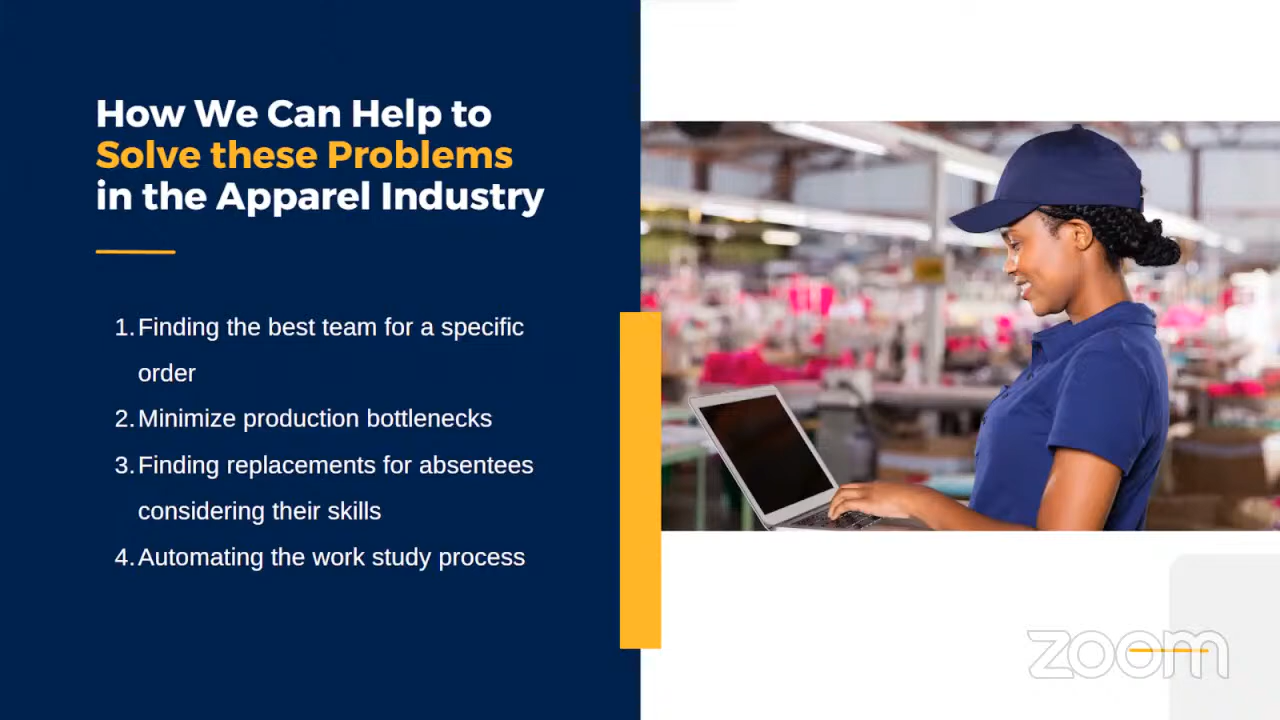 How We Can Help to
Solve these Problems
in the Apparel Industry
1. Finding the best team for a specific
order
2. Minimize production bottlenecks
3. Finding replacements for absentees
considering their skills
4. Automating the work study process
zoom